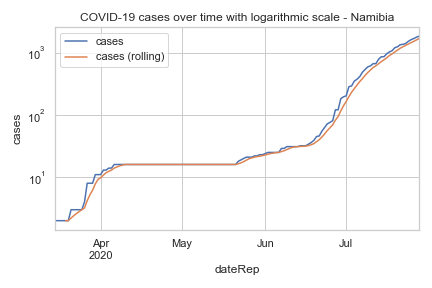 COVID-19 cases over time with logarithmic scale - Namibia
cases
cases (rolling)
10³
10²
10¹
cases
Apr
2020
May
Jun
Jul
dateRep